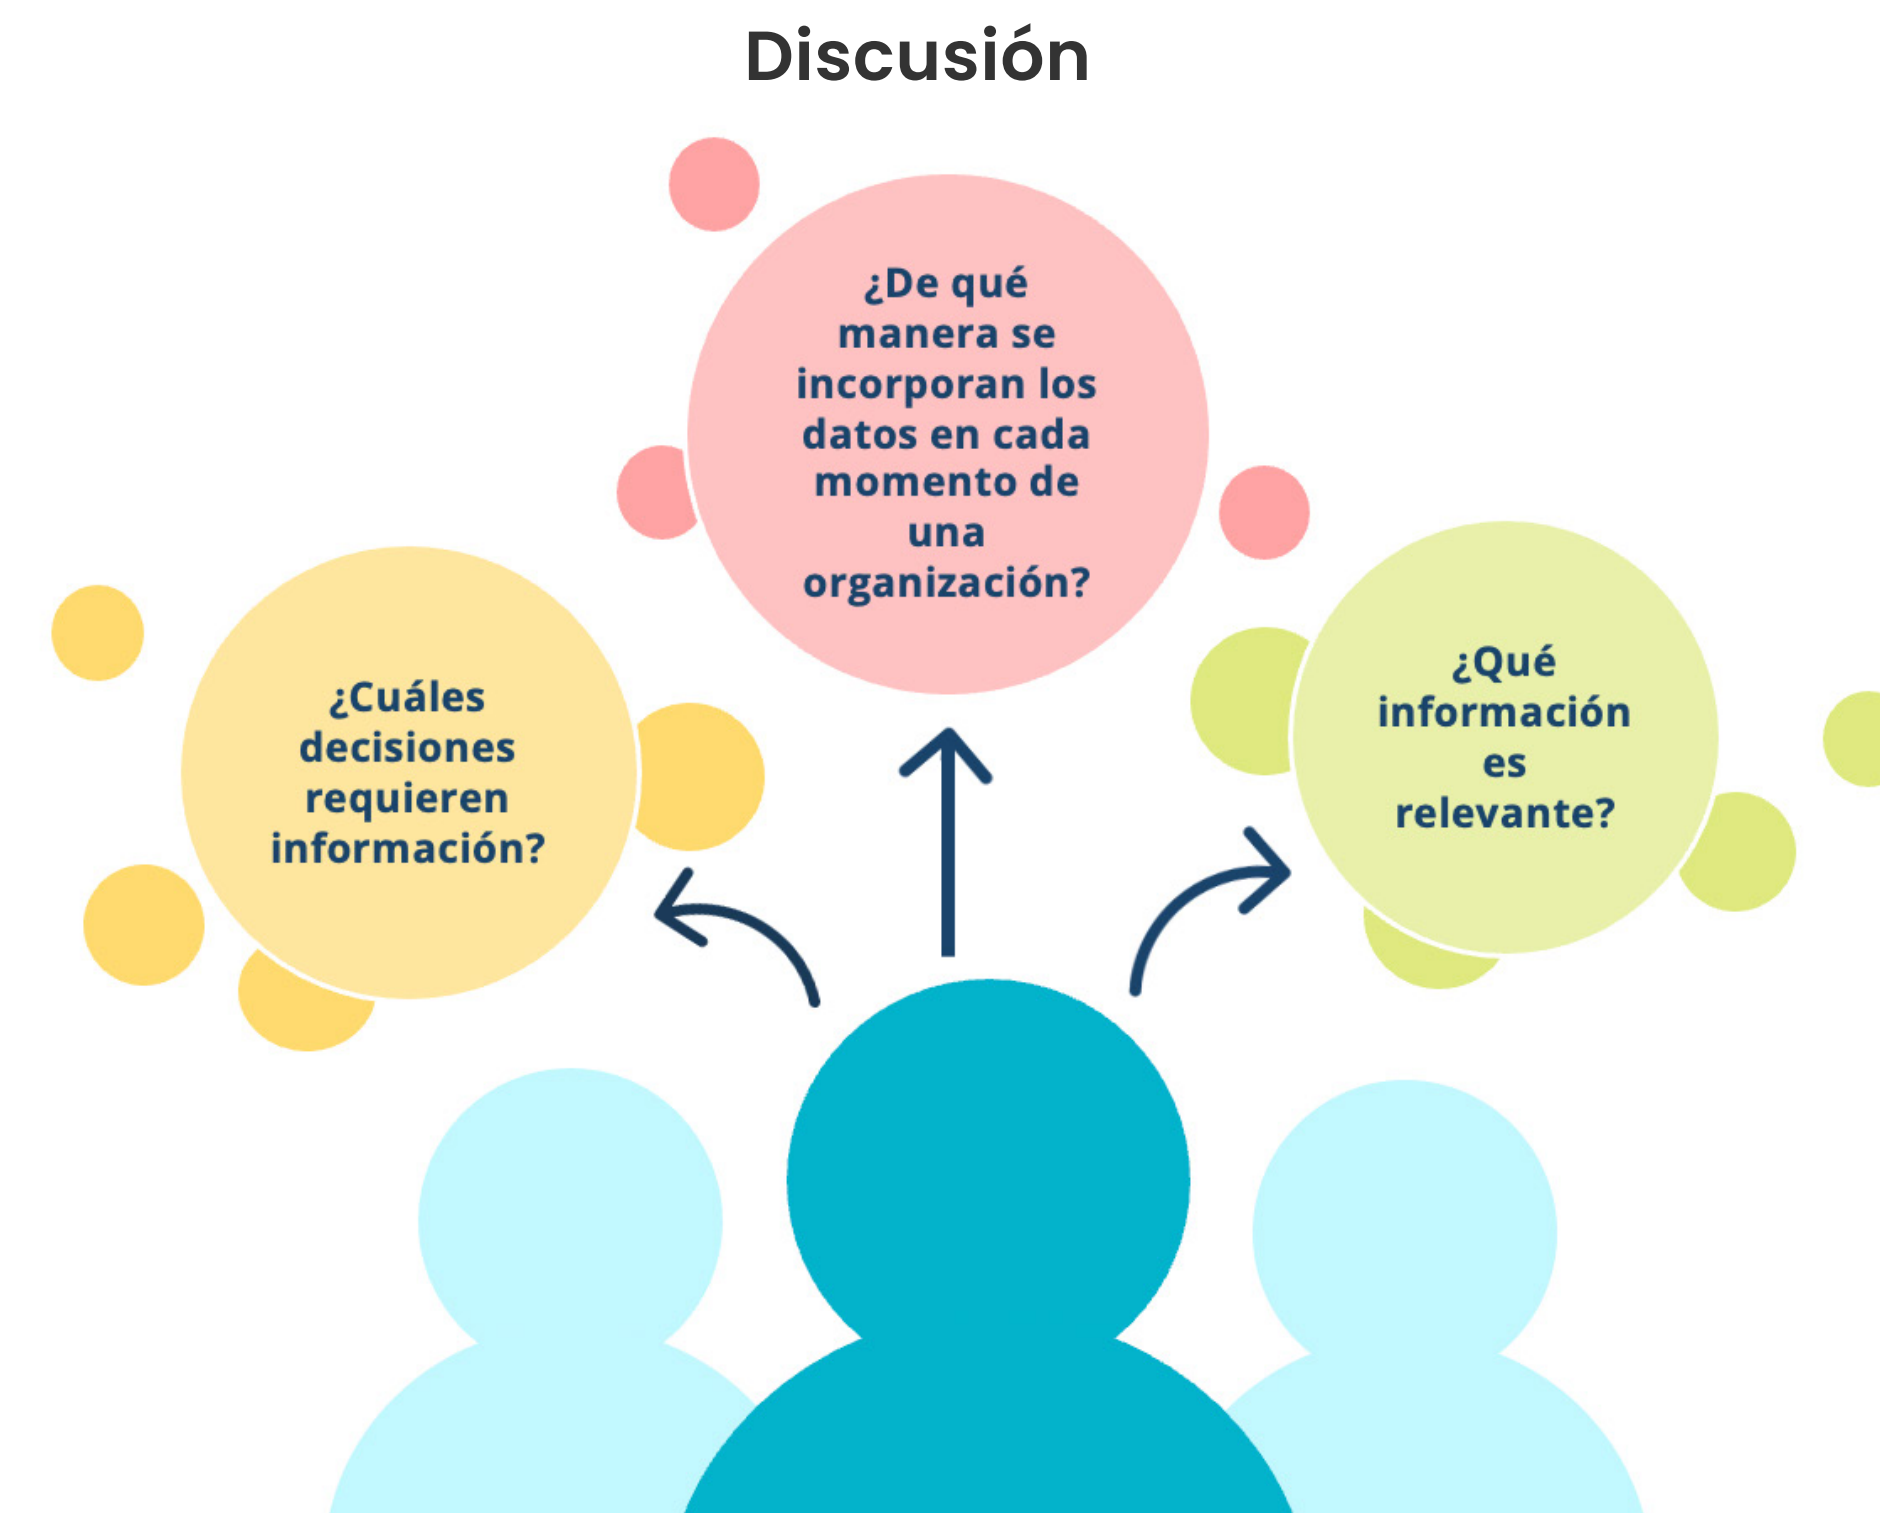 Discusión
¿De qué
manera se
incorporan los
datos en cada
momento de
una
organización?
¿Cuáles
decisiones
requieren
información?
¿Qué
información
es
relevante?